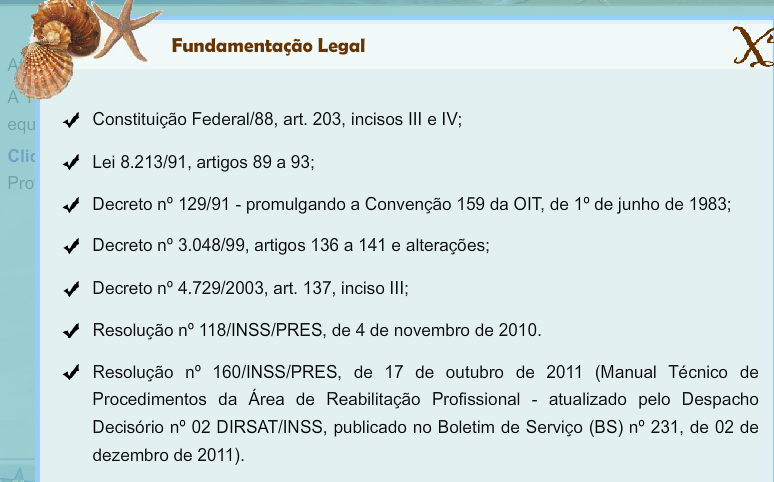 Fundamentação Legal
X
Constituição Federal/88, art. 203, incisos III e IV;
Lei 8.213/91, artigos 89 a 93;
Decreto nº 129/91 - promulgando a Convenção 159 da OIT, de 1º de junho de 1983;
Decreto nº 3.048/99, artigos 136 a 141 e alterações;
Decreto nº 4.729/2003, art. 137, inciso III;
Resolução nº 118/INSS/PRES, de 4 de novembro de 2010.
Resolução nº 160/INSS/PRES, de 17 de outubro de 2011 (Manual Técnico de
Procedimentos da Área de Reabilitação Profissional - atualizado pelo Despacho
Decisório nº 02 DIRSAT/INSS, publicado no Boletim de Serviço (BS) nº 231, de 02 de
dezembro de 2011).